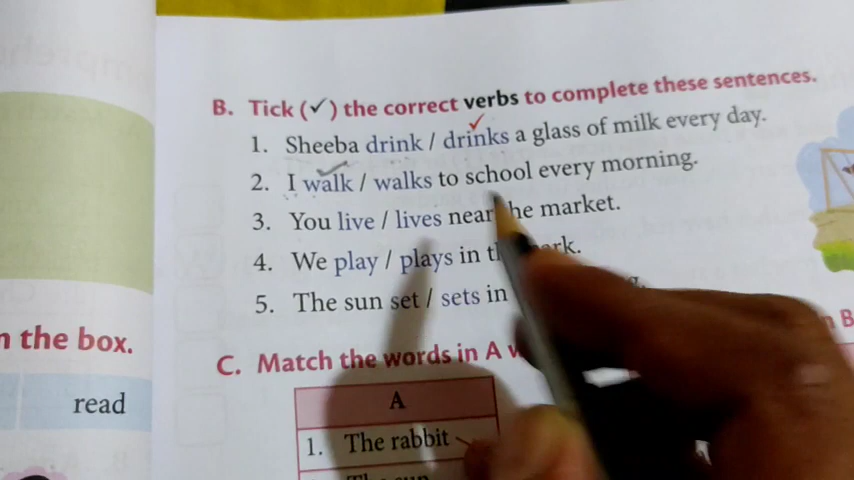 B. Tick (✓) the correct verbs to complete these sentences.
1. Sheeba drink / drinks a glass of milk every day.
2. I walk / walks to school every morning.
3. You live / lives near the market.
4. We play / plays in
5. The sun set / sets in
n the box.
read
C. Match the words in A
A
B
1. The rabbit
The sun